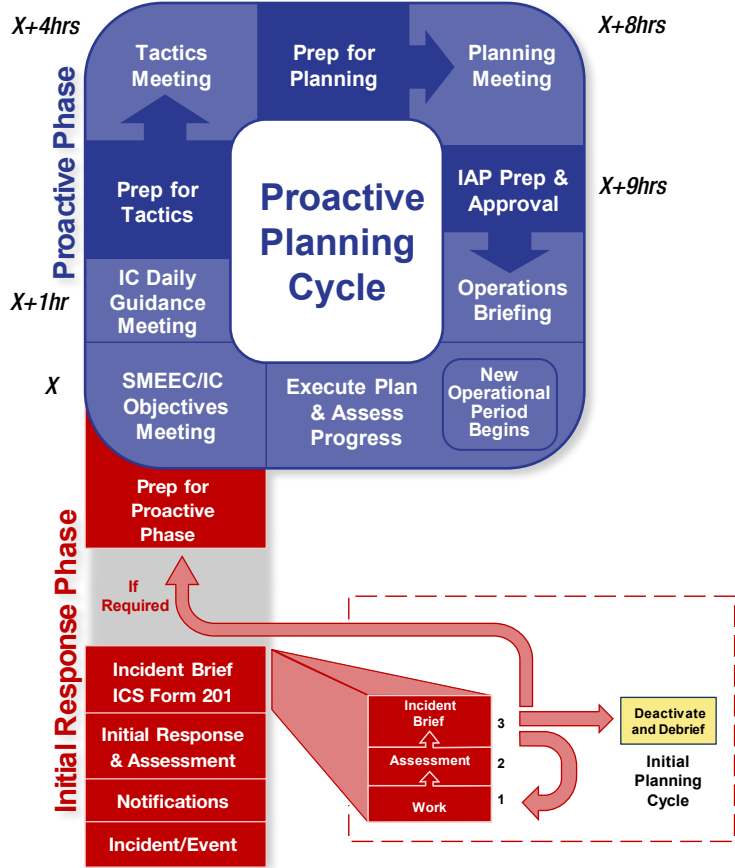 X+4hrs
Tactics
Meeting
Prep for
Planning
Planning
Meeting
X+8hrs
Proactive Phase
Prep for
Tactics
Proactive
Planning
Cycle
IAP Prep &
Approval
X+9hrs
X+1hr
IC Daily
Guidance
Meeting
Operations
Briefing
X
SMEEC/IC
Objectives
Meeting
Execute Plan
& Assess
Progress
New
Operational
Period
Begins
Initial Response Phase
Prep for
Proactive
Phase
If
Required
Incident Brief
ICS Form 201
Initial Response
& Assessment
Notifications
Incident/Event
Incident
Brief
3
Assessment
2
Work
1
Deactivate
and Debrief
Initial
Planning
Cycle